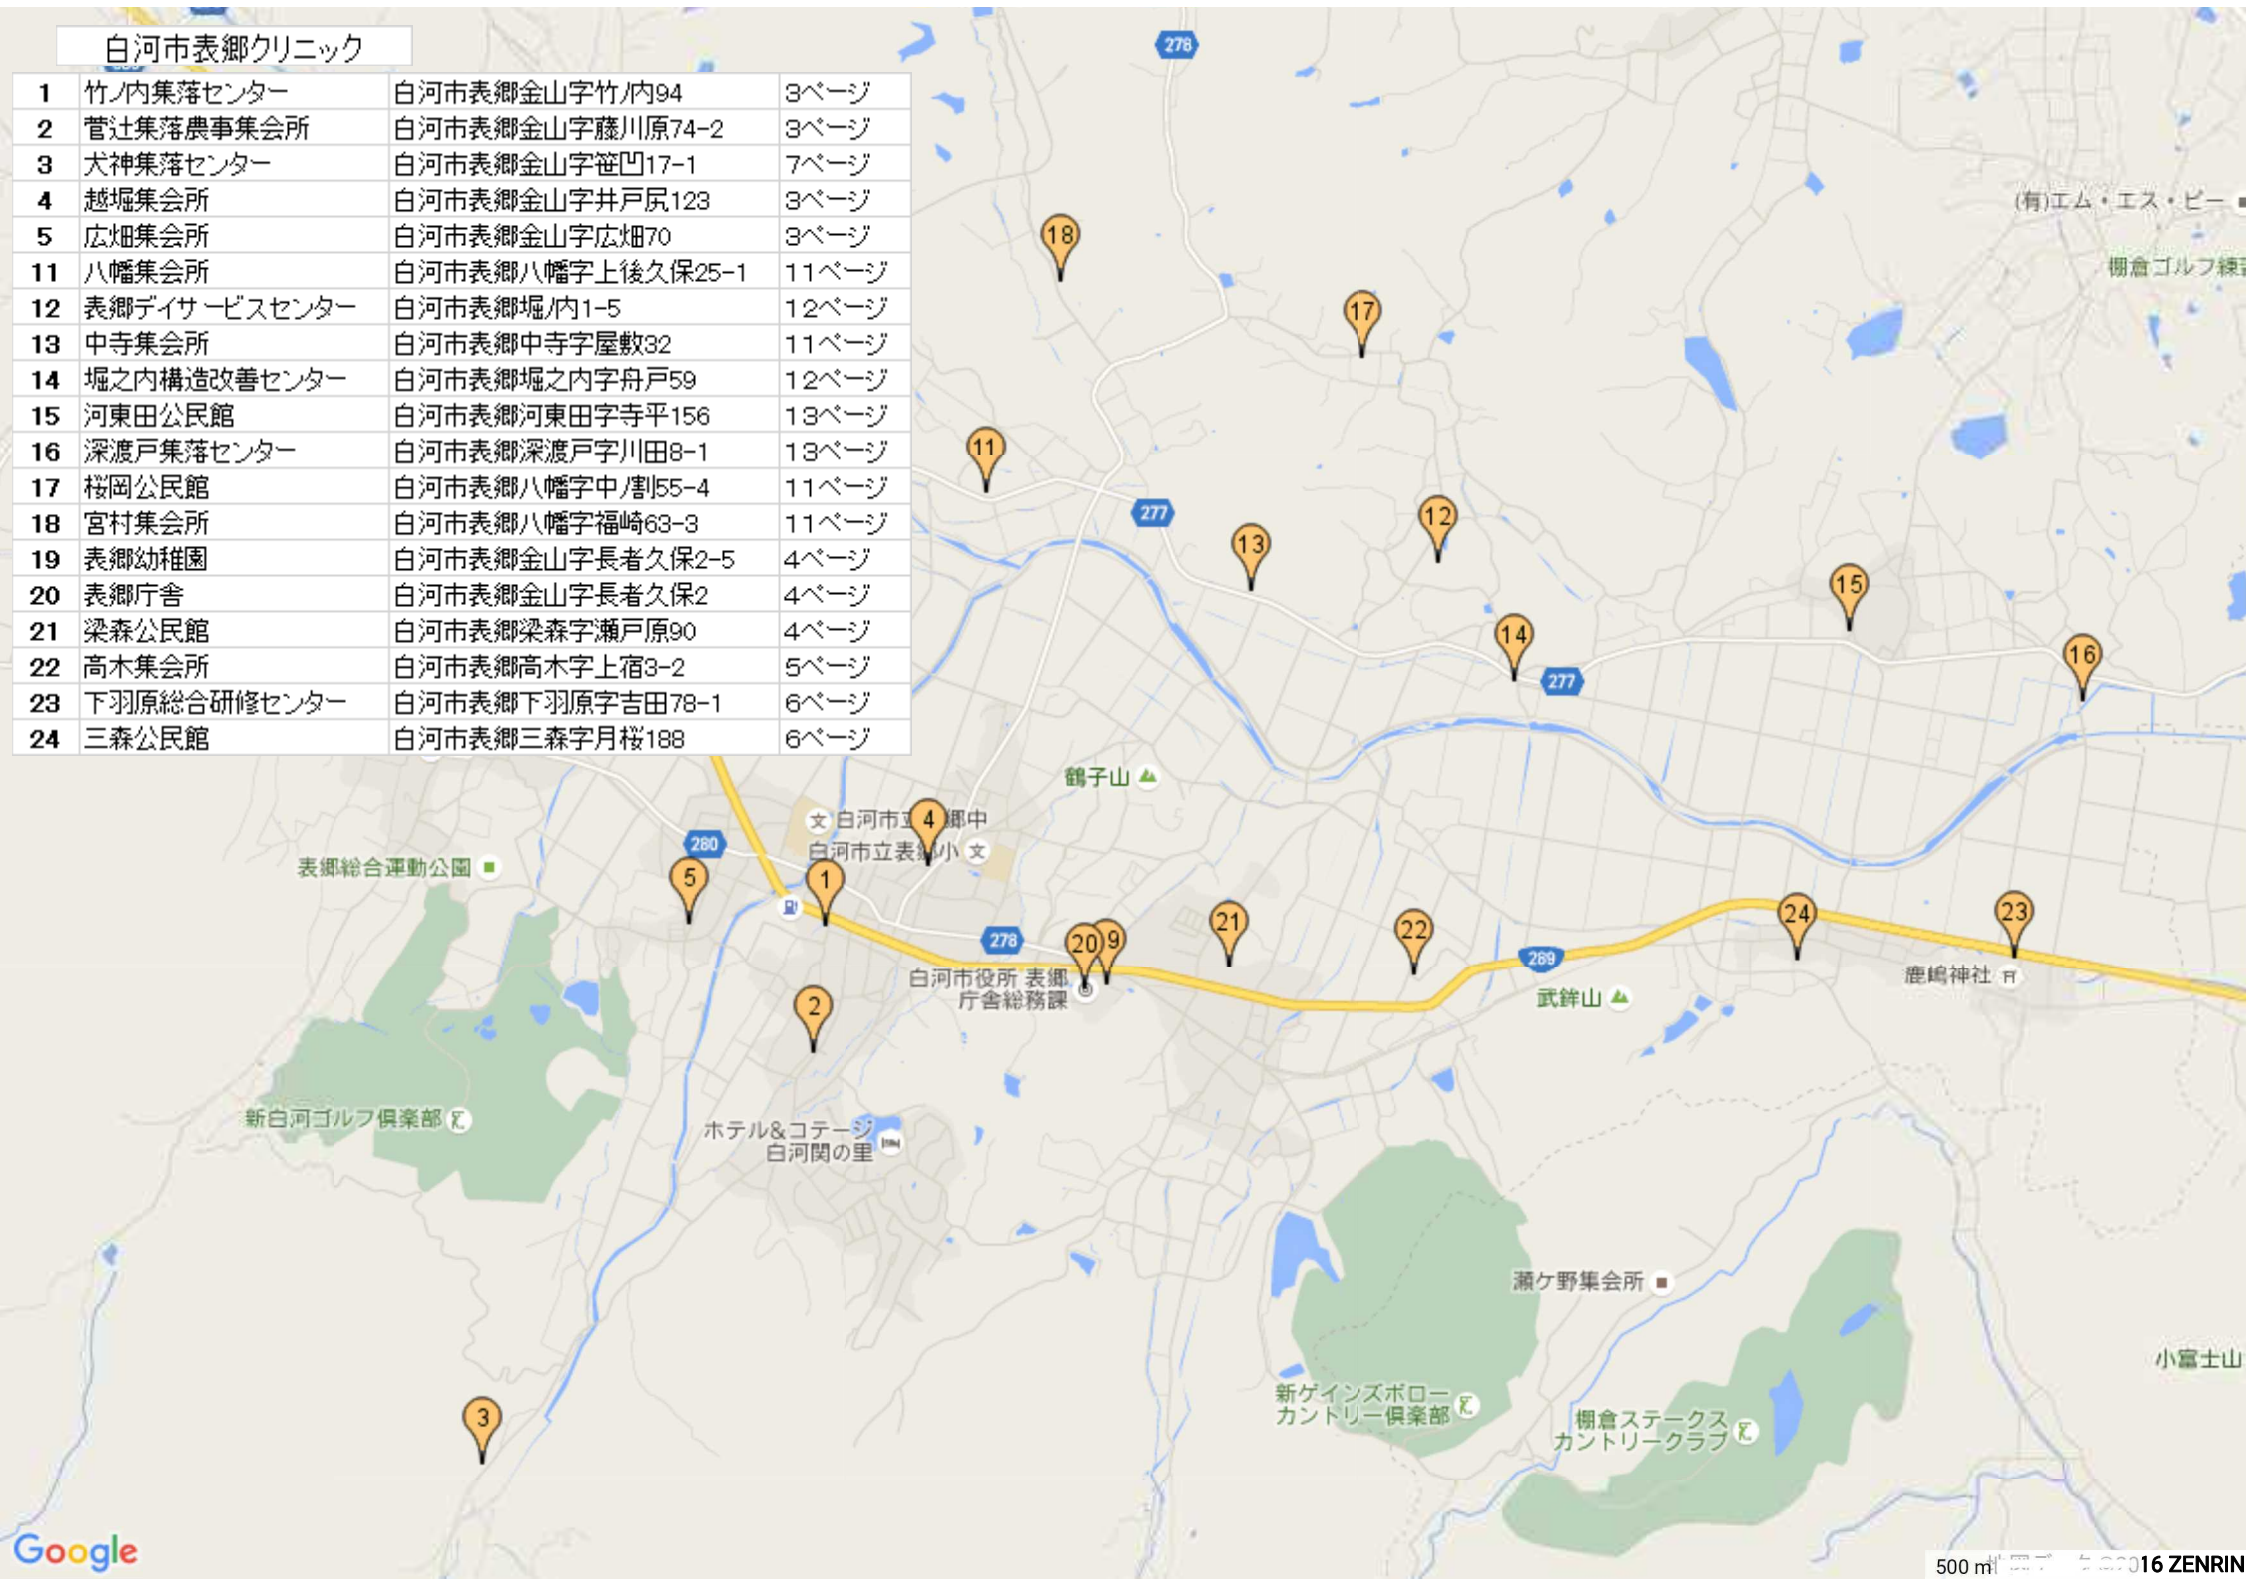 白河市表郷クリニック
1 竹ノ内集落センター 白河市表郷金山字竹ノ内94 3ページ
2 菅辻集落農事集会所 白河市表郷金山字藤川原74-2 3ページ
3 犬神集落センター 白河市表郷金山字笹凹17-1 7ページ
4 越堀集会所 白河市表郷金山字井戸尻123 3ページ
5 広畑集会所 白河市表郷金山字広畑70 3ページ
11 八幡集会所 白河市表郷八幡字上後久保25-1 11ページ
12 表郷デイサービスセンター 白河市表郷堀ノ内1-5 12ページ
13 中寺集会所 白河市表郷中寺字屋敷32 11ページ
14 堀之内構造改善センター 白河市表郷堀之内字舟戸59 12ページ
15 河東田公民館 白河市表郷河東田字寺平156 13ページ
16 深渡戸集落センター 白河市表郷深渡戸字川田8-1 13ページ
17 桜岡公民館 白河市表郷八幡字中ノ割55-4 11ページ
18 宮村集会所 白河市表郷八幡字福崎63-3 11ページ
19 表郷幼稚園 白河市表郷金山字長者久保2-5 4ページ
20 表郷庁舎 白河市表郷金山字長者久保2 4ページ
21 梁森公民館 白河市表郷梁森字瀬戸原90 4ページ
22 高木集会所 白河市表郷高木字上宿3-2 5ページ
23 下羽原総合研修センター 白河市表郷下羽原字吉田78-1 6ページ
24 三森公民館 白河市表郷三森字月桜188 6ページ
278
(有)エム・エス・ビー
18
棚倉ゴルフ練習
17
11
277
12
13
15
14
16
277
鶴子山
4
白河市立 郷中
280
白河市立表郷小
表郷総合運動公園
5
1
21
24
23
22
278
20
9
289
白河市役所 表郷
庁舎総務課
鹿嶋神社
武鉾山
2
新白河ゴルフ倶楽部
ホテル&コテージ
白河関の里
瀬ケ野集会所
小富士山
新ゲインズボロー
カントリー倶楽部
棚倉ステークス
カントリークラブ
3
Google
500 m
16 ZENRIN